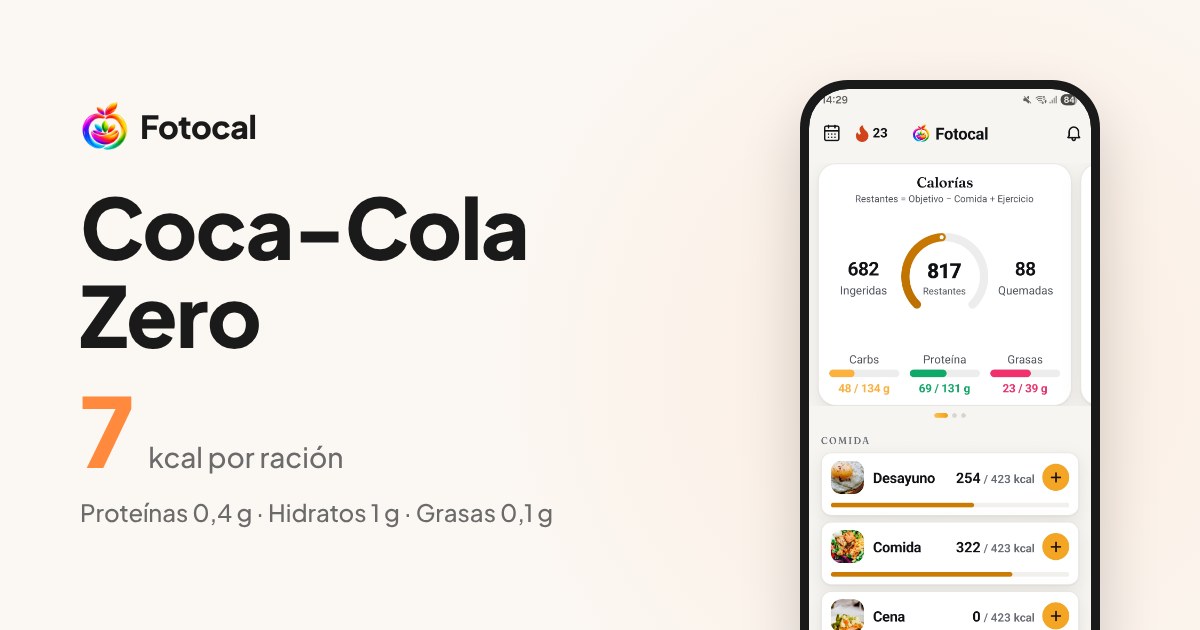 Fotocal
Coca-Cola
Zero
7 kcal por ración
Proteínas 0,4 g · Hidratos 1 g · Grasas 0,1 g
14:29
84
23
Fotocal
Calorías
Restantes = Objetivo - Comida + Ejercicio
682
Ingeridas
817
Restantes
88
Quemadas
Carbs
48 / 134 g
Proteína
69 / 131 g
Grasas
23 / 39 g
COMIDA
Desayuno 254 / 423 kcal
Comida 322 / 423 kcal
Cena 0 / 423 kcal